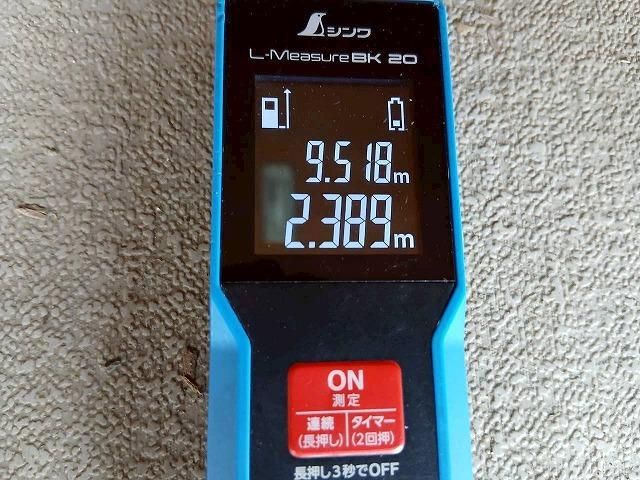 シンワ
L-Measure BK 20
9.518m
2.389m
ON
測定
連続 タイマー
(長押し) (2回押)
長押し3秒でOFF